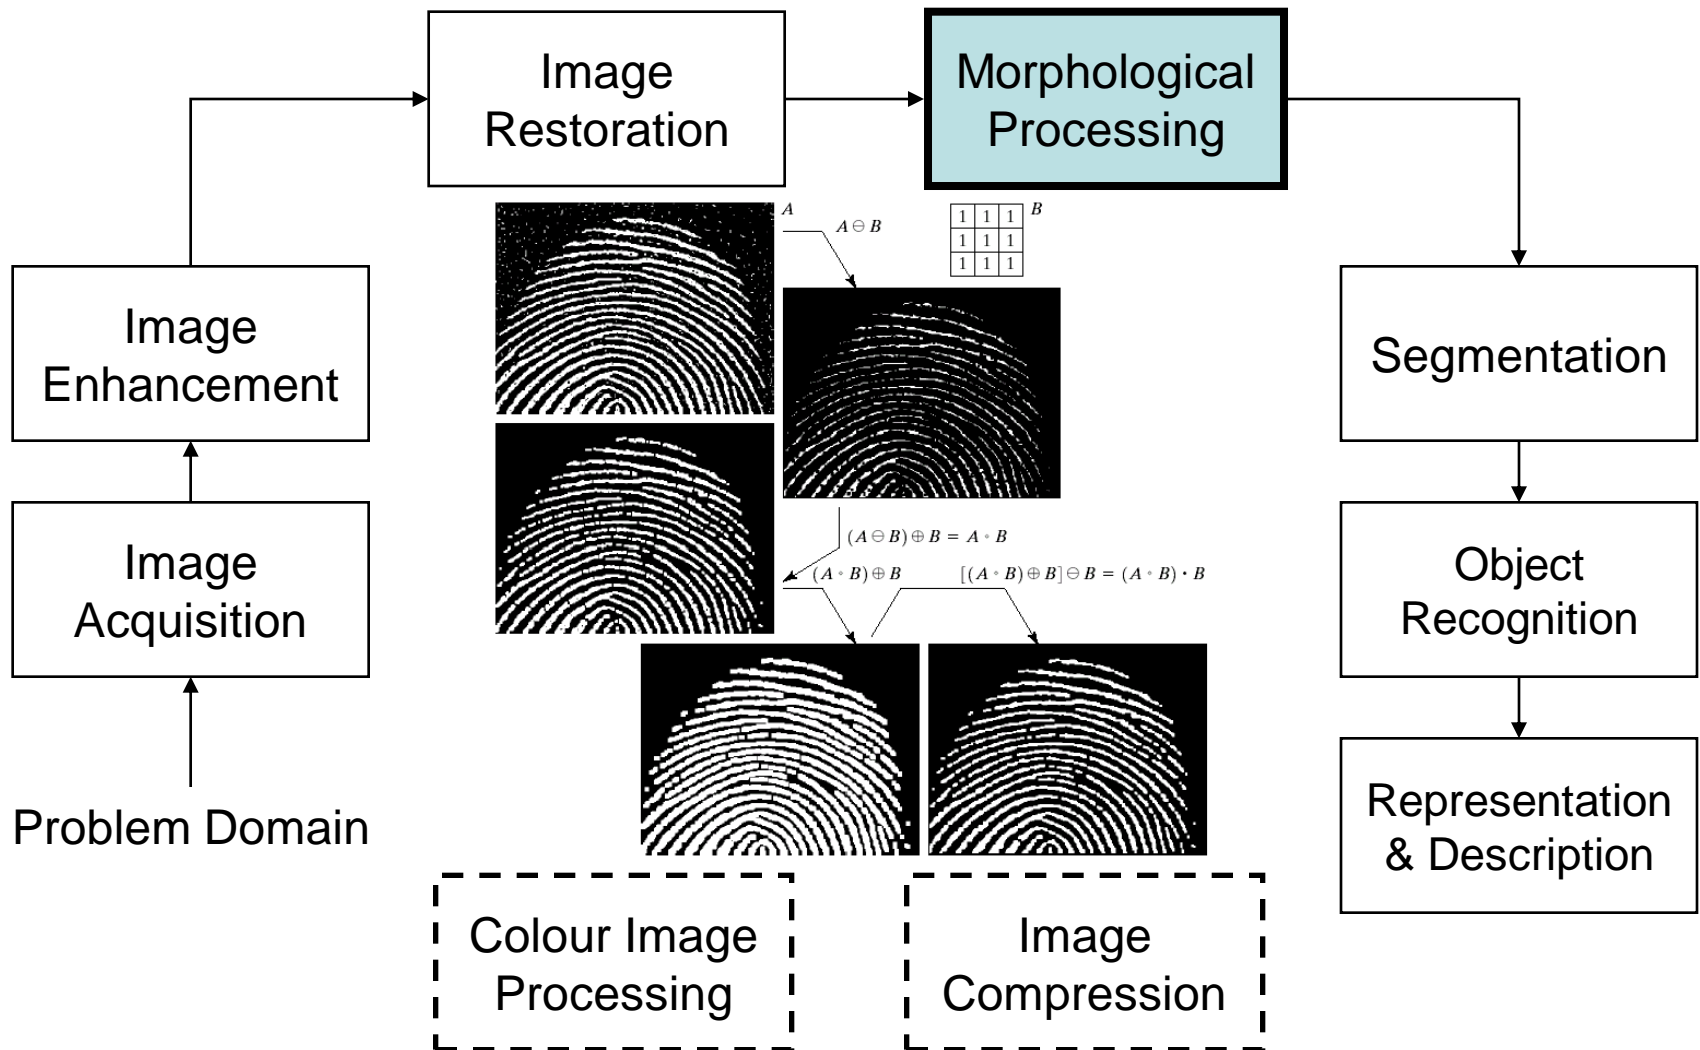 Image
Restoration
Morphological
Processing
A
A ⊖ B
1 1 1
1 1 1
1 1 1
B
Image
Enhancement
Segmentation
Image
Acquisition
(A ⊖ B) ⊕ B = A ∘ B
(A ∘ B) ⊕ B
[(A ∘ B) ⊕ B] ⊖ B = (A ∘ B) • B
Object
Recognition
Problem Domain
Representation
& Description
Colour Image
Processing
Image
Compression